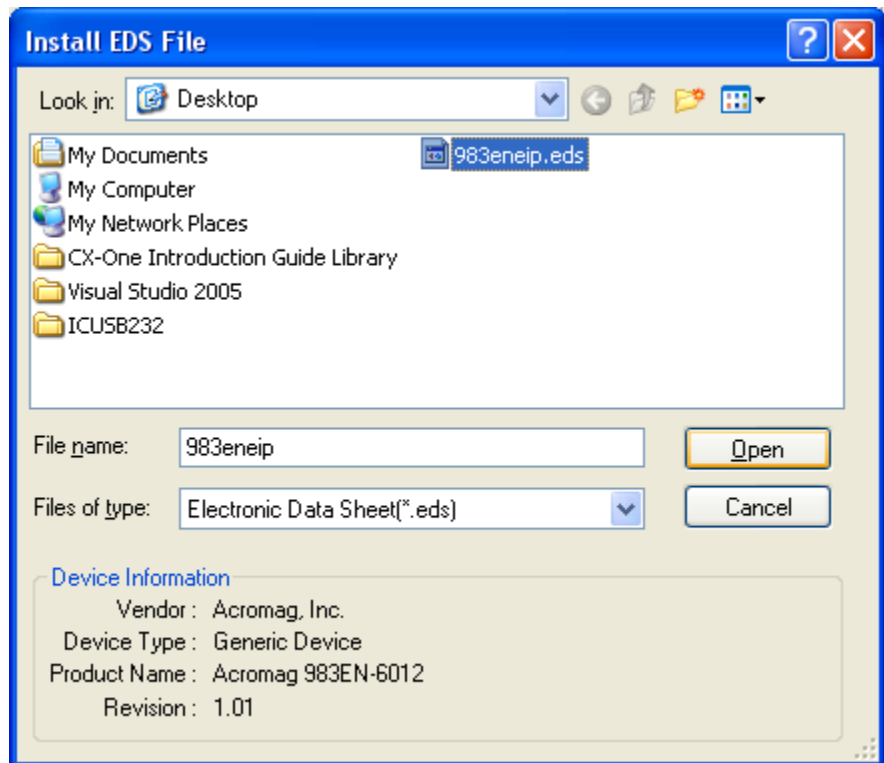 Install EDS File
Look in: Desktop
My Documents
983eneip.eds
My Computer
My Network Places
CX-One Introduction Guide Library
Visual Studio 2005
ICUSB232
File name: 983eneip Open
Files of type: Electronic Data Sheet(*.eds) Cancel
Device Information
Vendor : Acromag, Inc.
Device Type : Generic Device
Product Name : Acromag 983EN-6012
Revision : 1.01